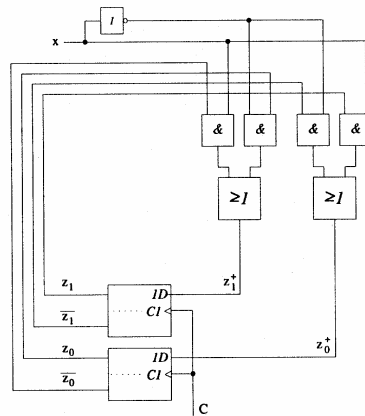 1
x
& & & &
≥1 ≥1
z₁ 1D z₁⁺
z̅₁ C1
z₀ 1D z₀⁺
z̅₀ C1
C